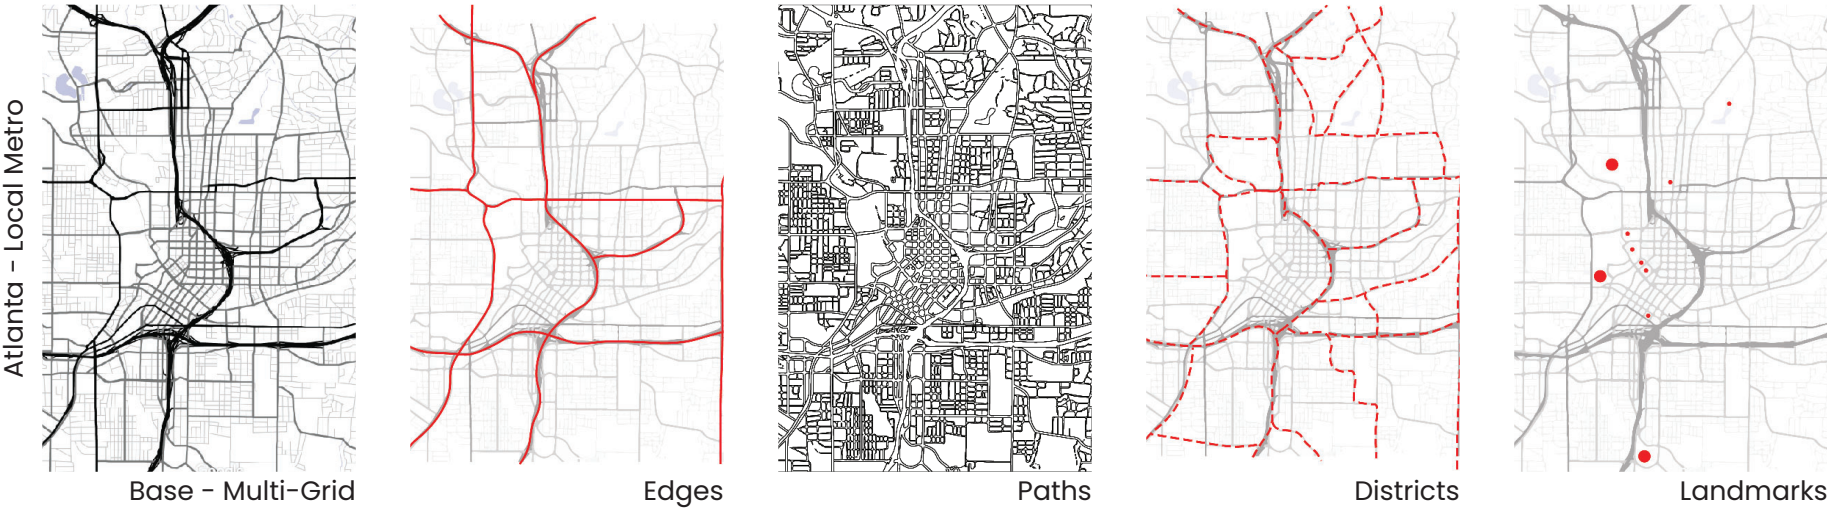 Atlanta - Local Metro
Base - Multi-Grid
Edges
Paths
Districts
Landmarks